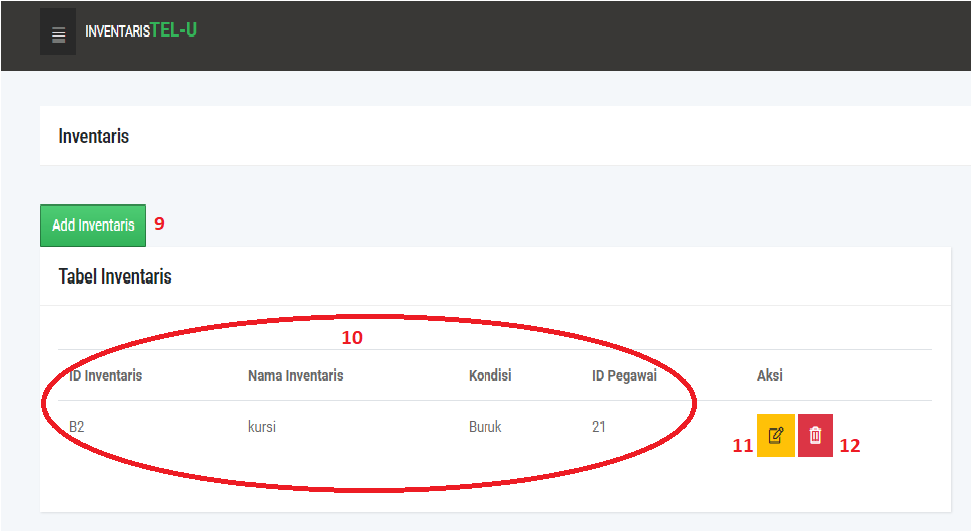 INVENTARISTEL-U
Inventaris
Add Inventaris 9
Tabel Inventaris
10
ID Inventaris Nama Inventaris Kondisi ID Pegawai Aksi
B2 kursi Buruk 21
11 12